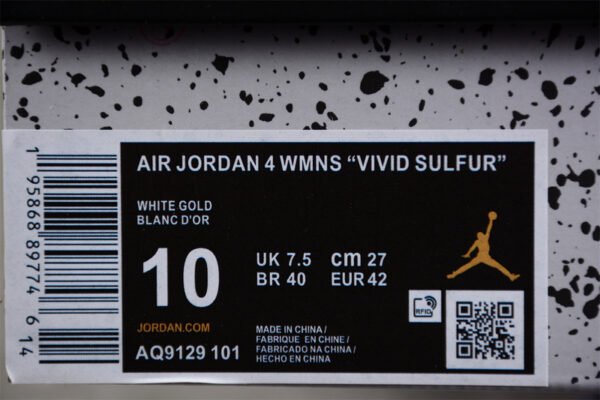 AIR JORDAN 4 WMNS “VIVID SULFUR”
WHITE GOLD
BLANC D'OR
10
UK 7.5 cm 27
BR 40 EUR 42
RFID
JORDAN.COM
AQ9129 101
MADE IN CHINA /
FABRIQUE EN CHINE /
FABRICADO NA CHINA /
HECHO EN CHINA
1 95868 89774 6 14